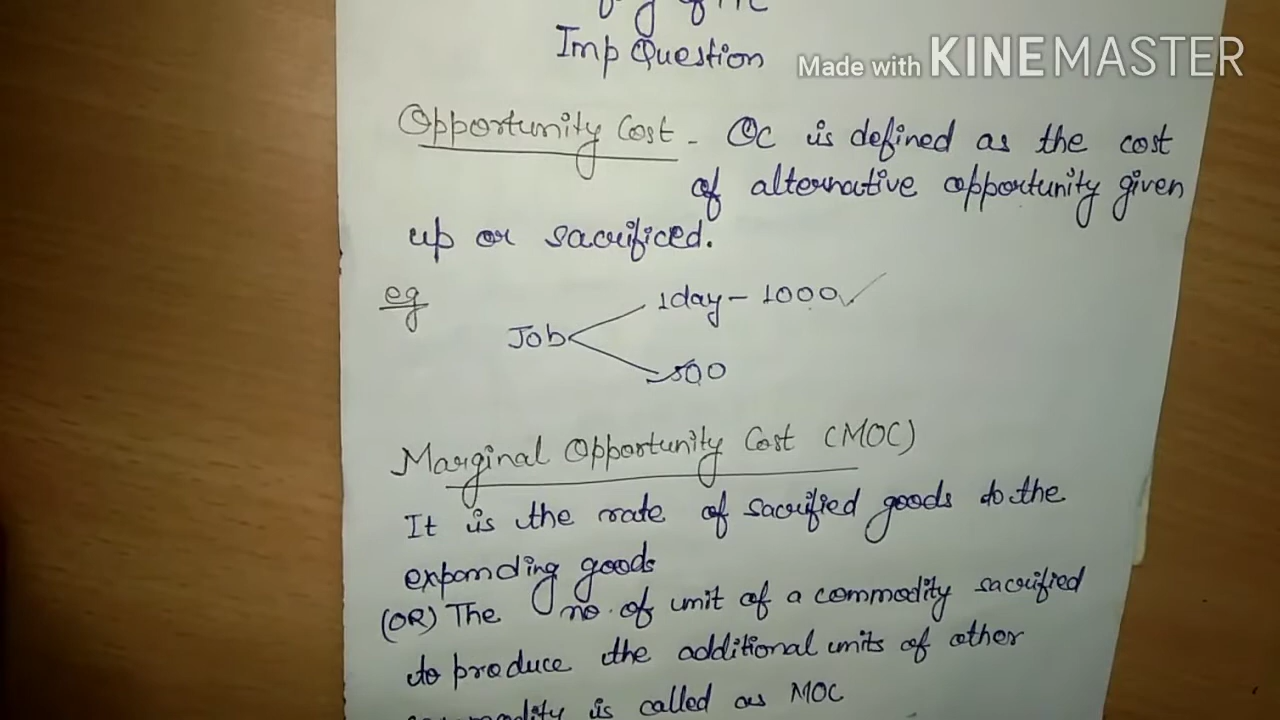 Imp Question
Made with KINEMASTER
Opportunity Cost - OC is defined as the cost
of alternative opportunity given
up or sacrificed.
eg
1day - 1000 ✓
Job
500
Marginal Opportunity Cost (MOC)
It is the rate of sacrified goods to the
expanding goods
(OR) The no. of unit of a commodity sacrified
to produce the additional units of other
commodity is called as MOC